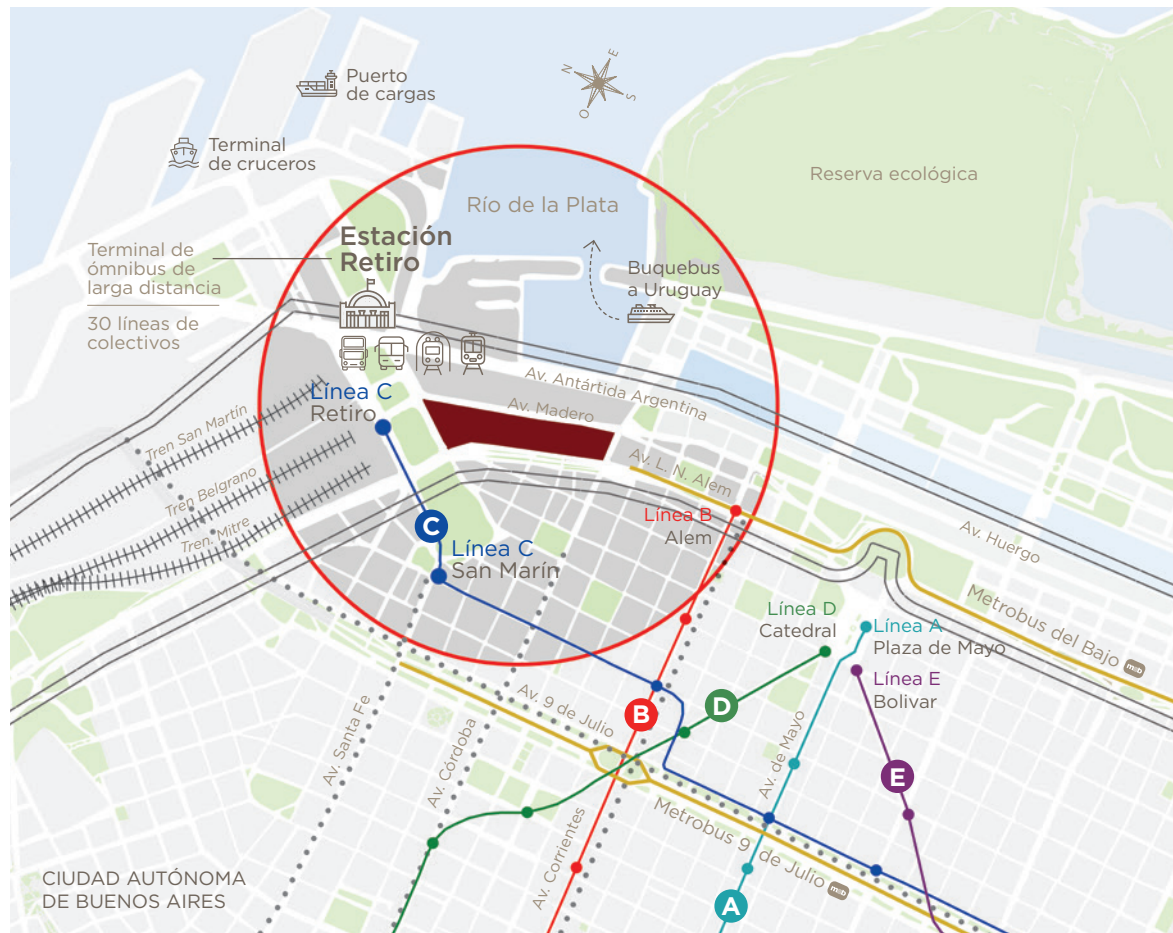 Puerto
de cargas
Terminal
de cruceros
N
E
S
O
Reserva ecológica
Río de la Plata
Estación
Retiro
Terminal de
ómnibus de
larga distancia
30 líneas de
colectivos
Buquebus
a Uruguay
Av. Antártida Argentina
Av. Madero
Línea C
Retiro
Tren San Martín
Tren Belgrano
Tren. Mitre
Av. L. N. Alem
Línea B
Alem
C
Línea C
San Marín
Av. Huergo
Línea D
Catedral
Línea A
Plaza de Mayo
Metrobus del Bajo
mb
Línea E
Bolivar
Av. 9 de Julio
Av. Santa Fe
Av. Córdoba
B
D
Av. de Mayo
E
Av. Corrientes
Metrobus 9 de Julio
mb
A
CIUDAD AUTÓNOMA
DE BUENOS AIRES